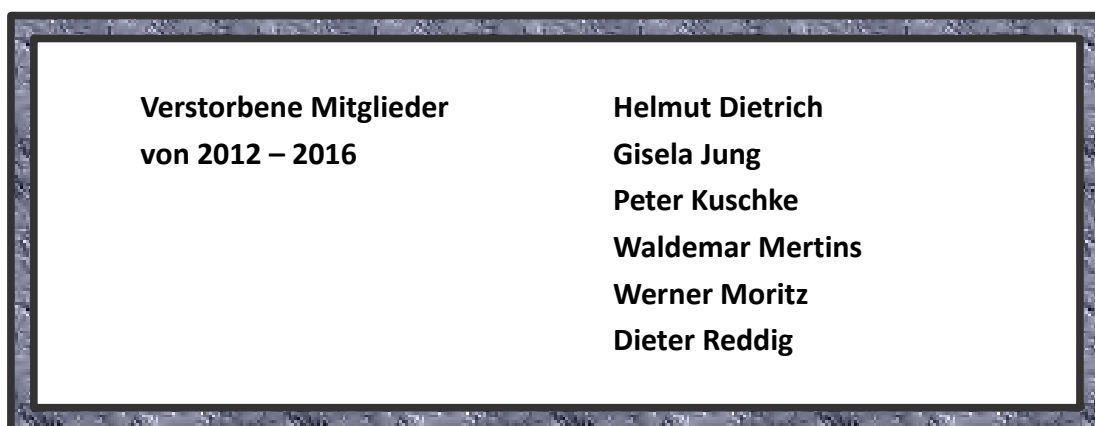 Verstorbene Mitglieder
von 2012 – 2016
Helmut Dietrich
Gisela Jung
Peter Kuschke
Waldemar Mertins
Werner Moritz
Dieter Reddig